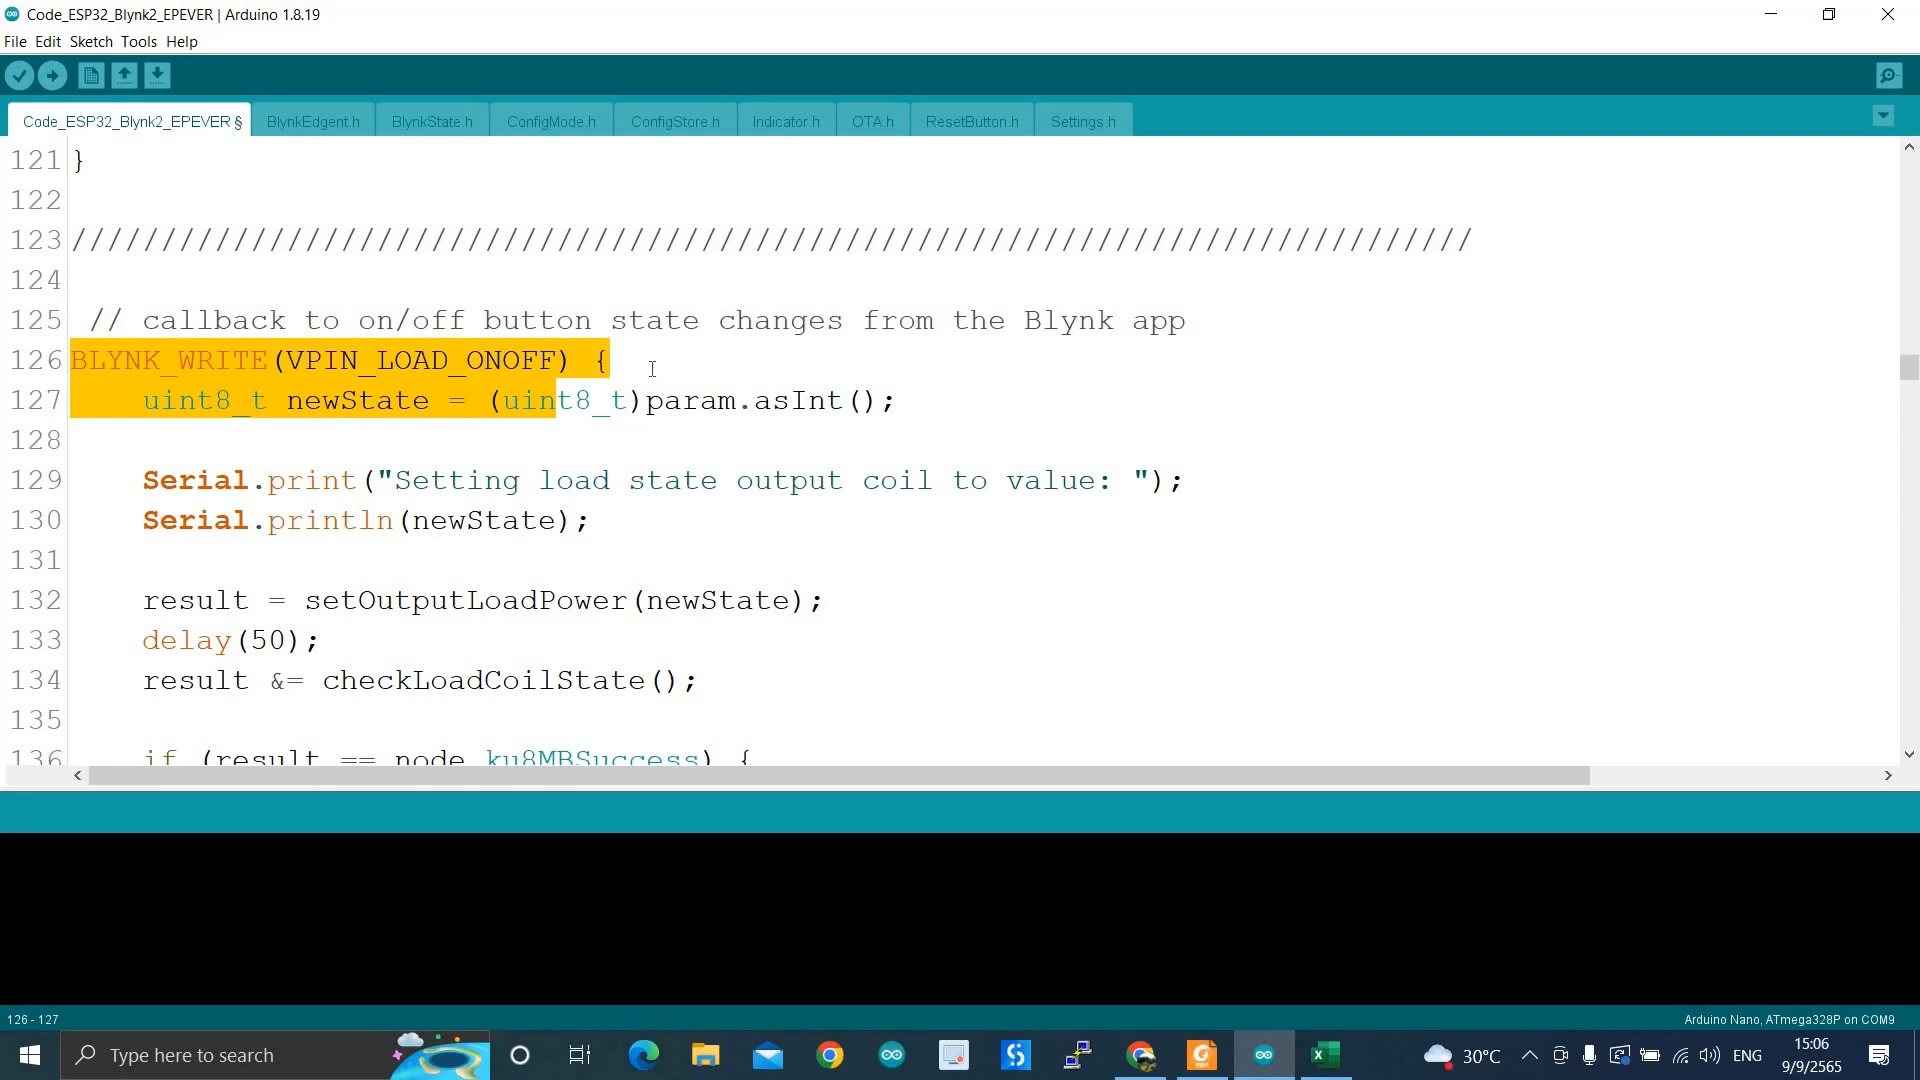 Code_ESP32_Blynk2_EPEVER | Arduino 1.8.19
File Edit Sketch Tools Help
Code_ESP32_Blynk2_EPEVER § BlynkEdgent.h BlynkState.h ConfigMode.h ConfigStore.h Indicator.h OTA.h ResetButton.h Settings.h
121 }
122
123 //////////////////////////////////////////////////////////////////////////////
124
125 // callback to on/off button state changes from the Blynk app
126 BLYNK_WRITE(VPIN_LOAD_ONOFF) {
127 uint8_t newState = (uint8_t)param.asInt();
128
129 Serial.print("Setting load state output coil to value: ");
130 Serial.println(newState);
131
132 result = setOutputLoadPower(newState);
133 delay(50);
134 result &= checkLoadCoilState();
135
136 if (result == node.ku8MBSuccess) {
126 - 127
Arduino Nano, ATmega328P on COM9
Type here to search
30°C
ENG
15:06
9/9/2565